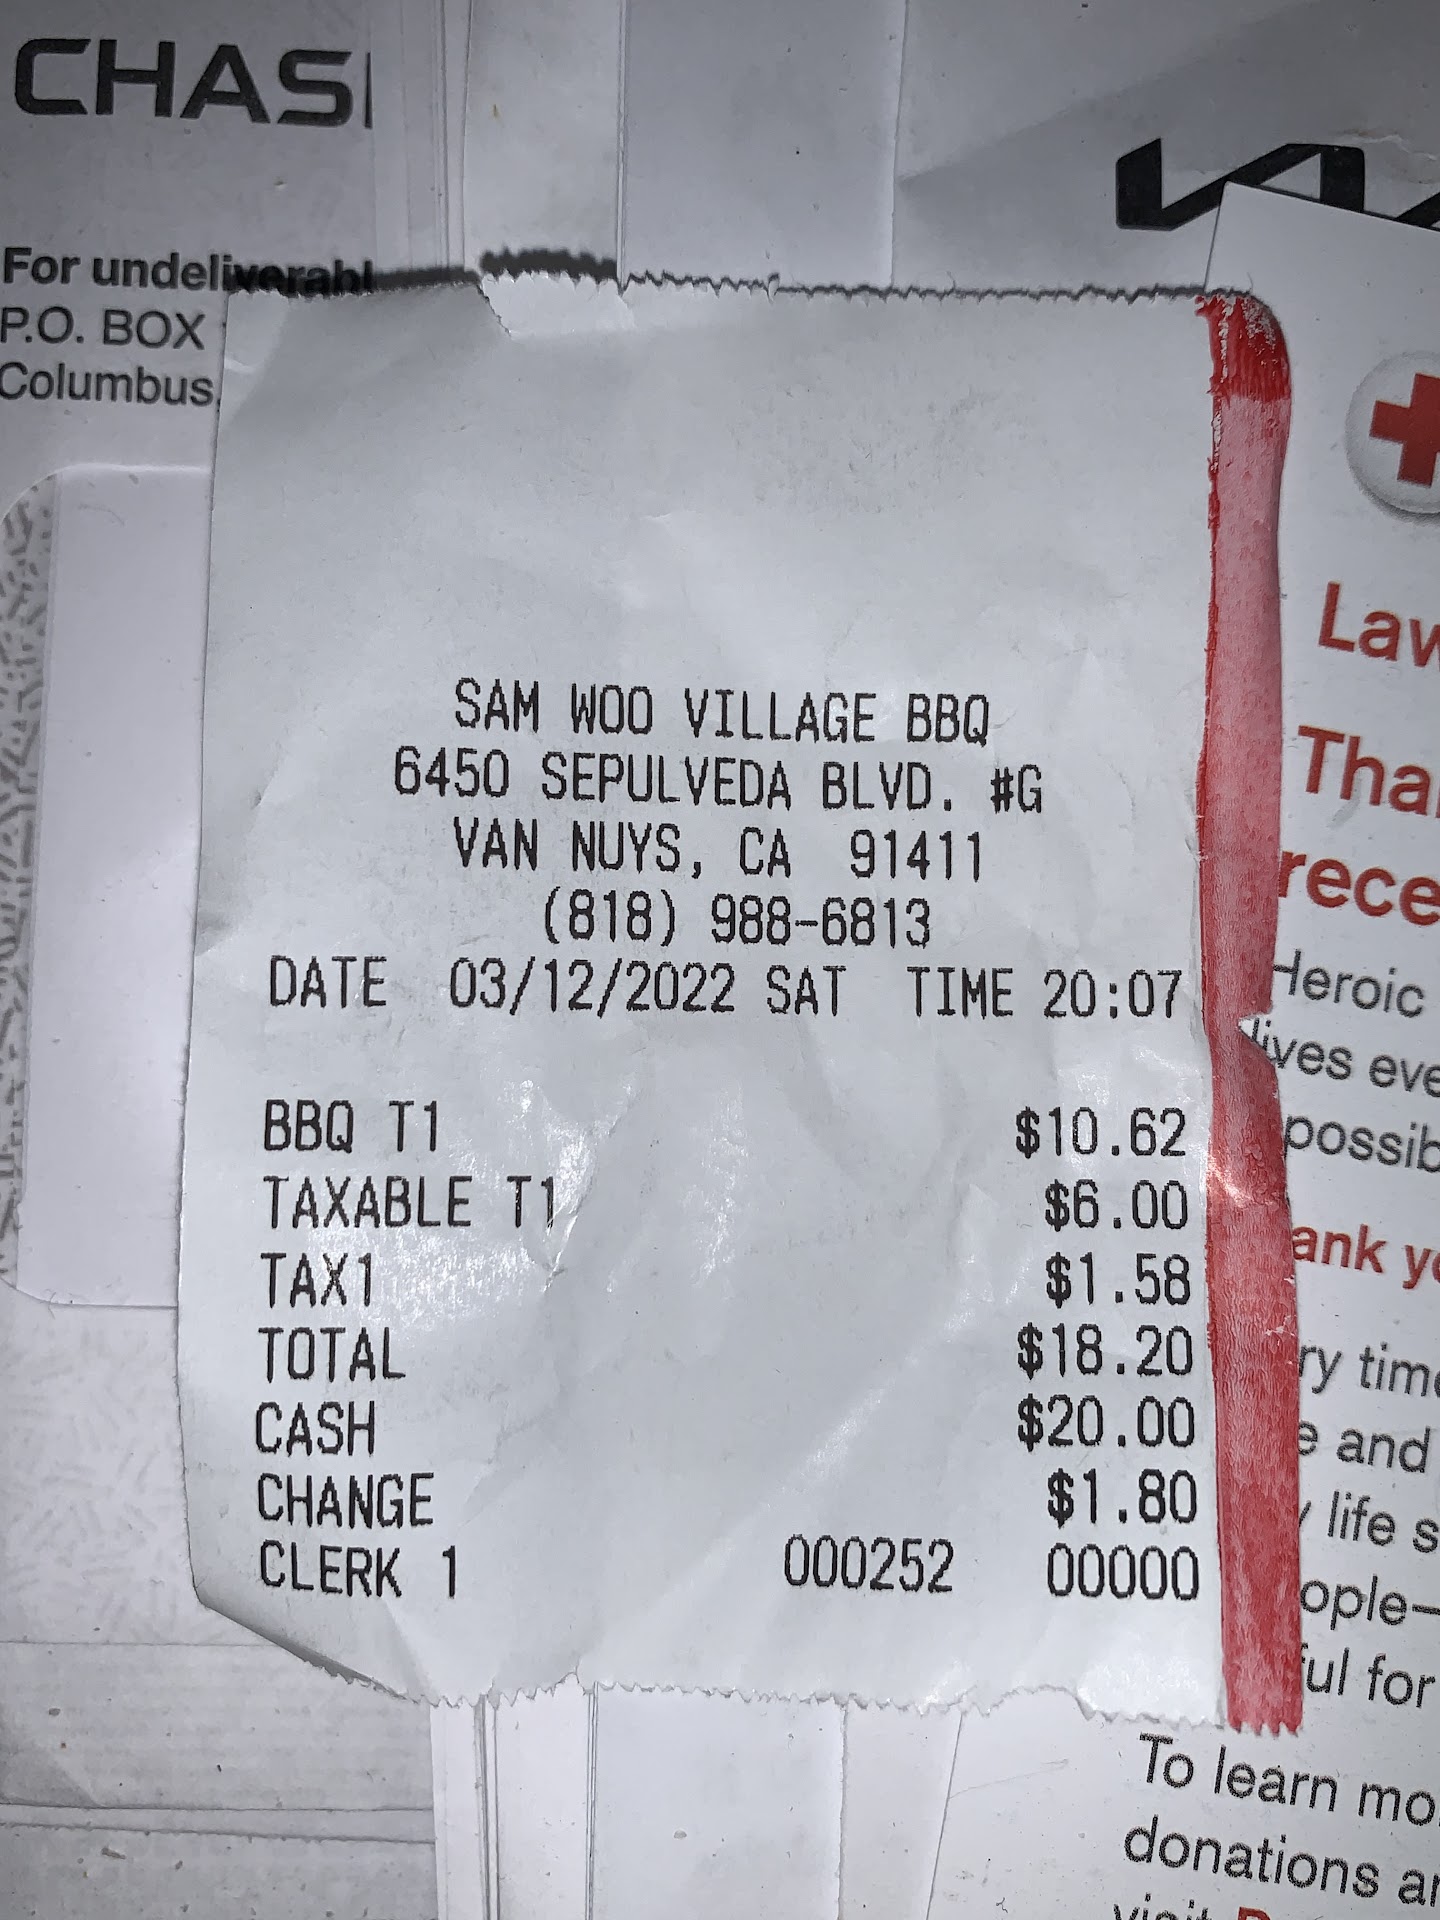 CHAS
For undeliverabl
P.O. BOX
Columbus,
KIA
SAM WOO VILLAGE BBQ
6450 SEPULVEDA BLVD. #G
VAN NUYS, CA 91411
(818) 988-6813
DATE 03/12/2022 SAT TIME 20:07
BBQ T1 $10.62
TAXABLE T1 $6.00
TAX1 $1.58
TOTAL $18.20
CASH $20.00
CHANGE $1.80
CLERK 1 000252 00000
Law
Tha
rece
Heroic
lives eve
possib
ank yo
ry time
e and
life s
ople—
ful for
To learn mo
donations a